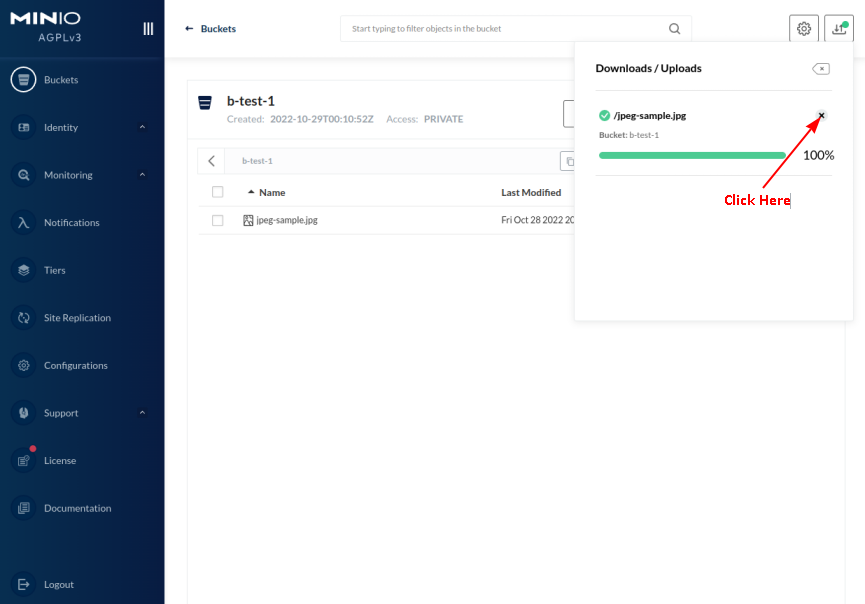 MINIO
AGPLv3
Buckets
Identity
Monitoring
Notifications
Tiers
Site Replication
Configurations
Support
License
Documentation
Logout
Buckets
Start typing to filter objects in the bucket
b-test-1
Created: 2022-10-29T00:10:52Z Access: PRIVATE
b-test-1
Name Last Modified
jpeg-sample.jpg Fri Oct 28 2022 20
Downloads / Uploads
/jpeg-sample.jpg
Bucket: b-test-1
100%
Click Here